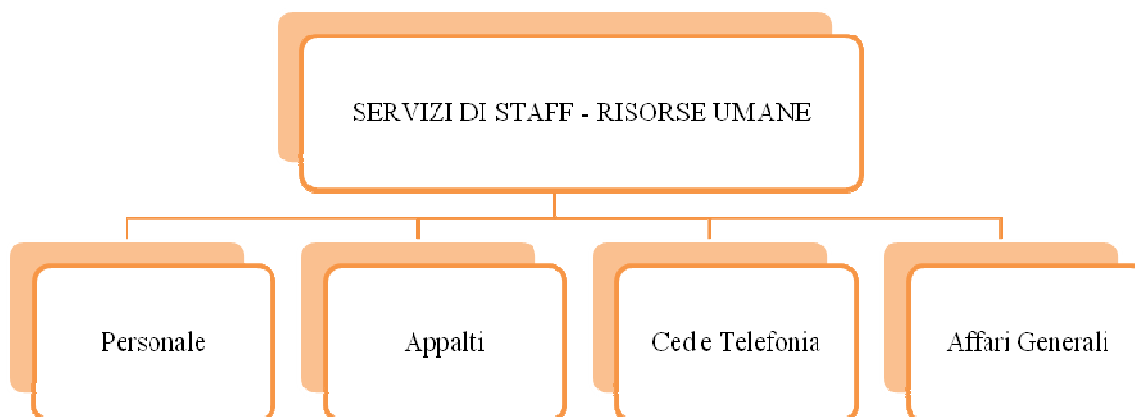 SERVIZI DI STAFF - RISORSE UMANE
Personale
Appalti
Ced e Telefonia
Affari Generali